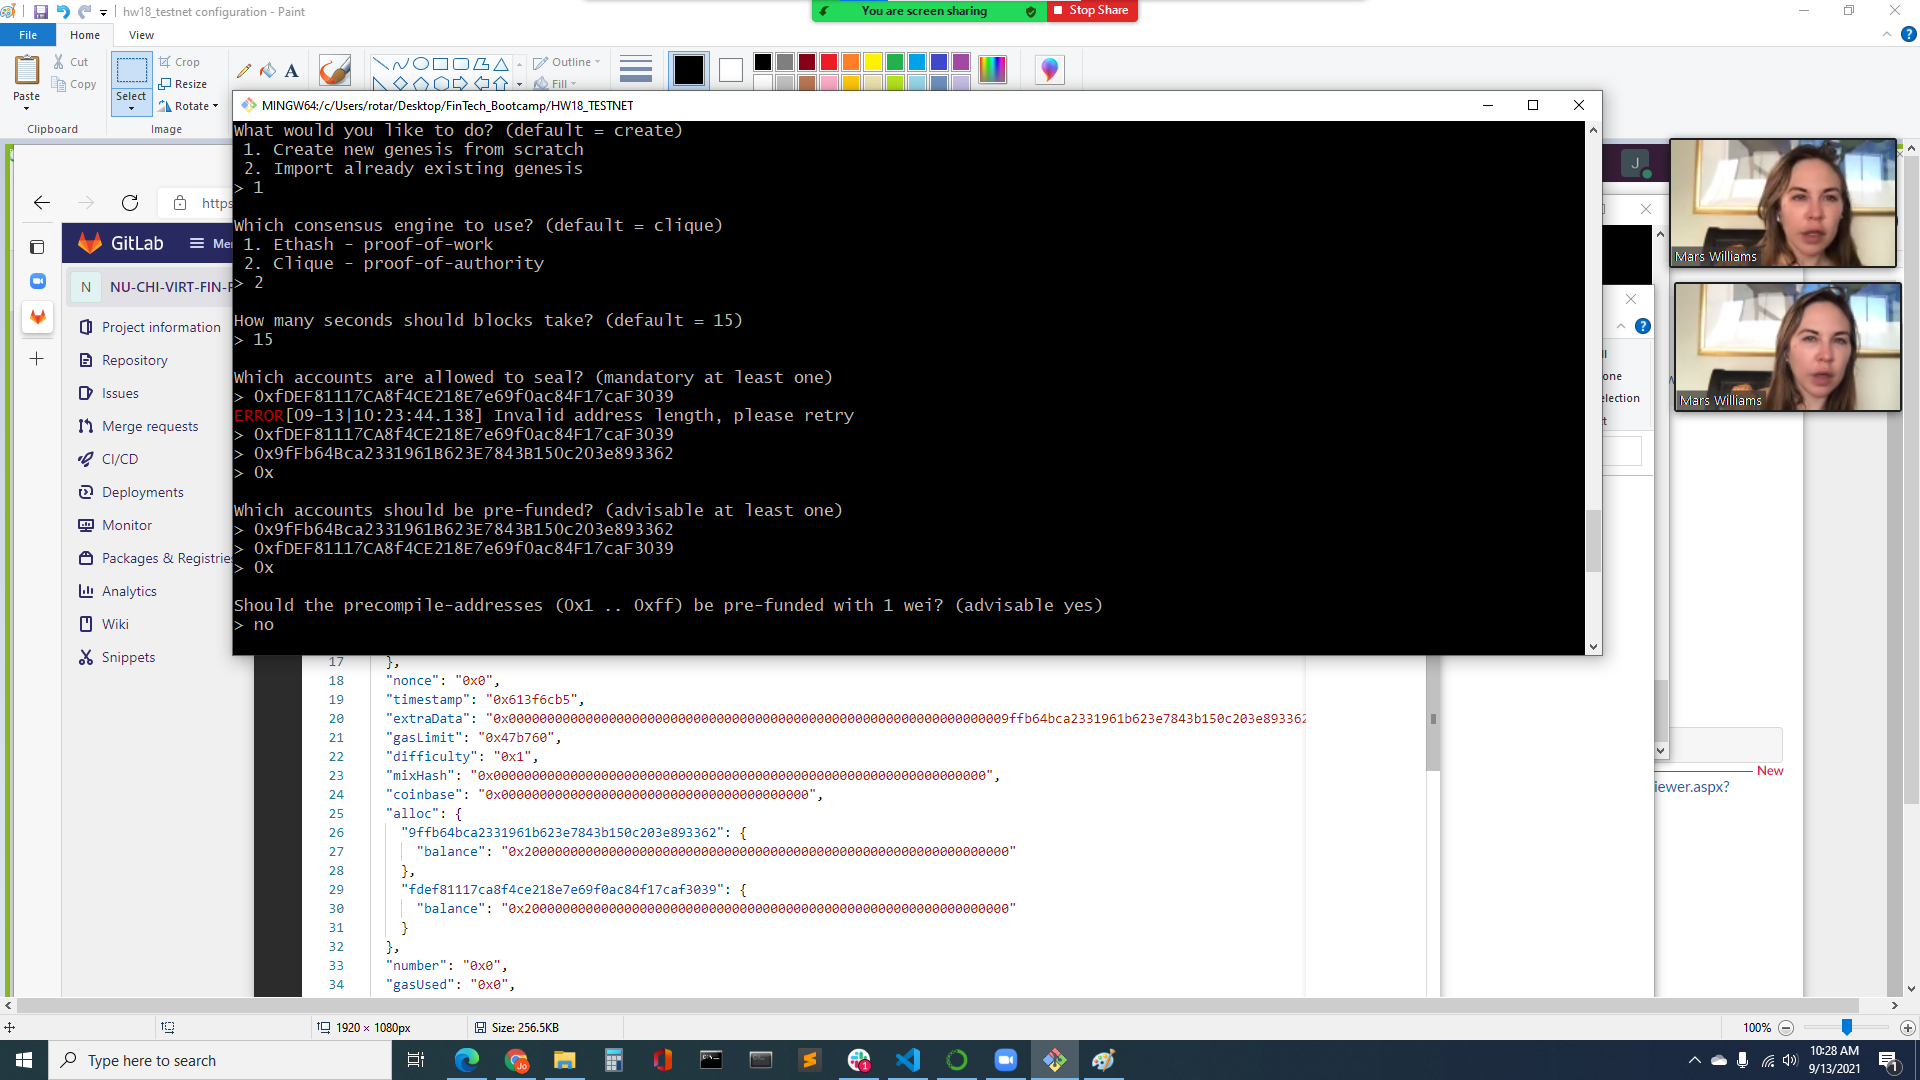 hw18_testnet configuration - Paint
You are screen sharing
Stop Share
File
Home
View
Paste
Cut
Copy
Clipboard
Select
Crop
Resize
Rotate
Image
Outline
Fill
MINGW64:/c/Users/rotar/Desktop/FinTech_Bootcamp/HW18_TESTNET
What would you like to do? (default = create)
1. Create new genesis from scratch
2. Import already existing genesis
> 1
Which consensus engine to use? (default = clique)
1. Ethash - proof-of-work
2. Clique - proof-of-authority
> 2
How many seconds should blocks take? (default = 15)
> 15
Which accounts are allowed to seal? (mandatory at least one)
> 0xfDEF81117CA8f4CE218E7e69f0ac84F17caF3039
ERROR[09-13|10:23:44.138] Invalid address length, please retry
> 0xfDEF81117CA8f4CE218E7e69f0ac84F17caF3039
> 0x9fFb64Bca2331961B623E7843B150c203e893362
> 0x
Which accounts should be pre-funded? (advisable at least one)
> 0x9fFb64Bca2331961B623E7843B150c203e893362
> 0xfDEF81117CA8f4CE218E7e69f0ac84F17caF3039
> 0x
Should the precompile-addresses (0x1 .. 0xff) be pre-funded with 1 wei? (advisable yes)
> no
https
GitLab
N
NU-CHI-VIRT-FIN-
Project information
Repository
Issues
Merge requests
CI/CD
Deployments
Monitor
Packages & Registrie
Analytics
Wiki
Snippets
J
Mars Williams
Mars Williams
one
election
New
iewer.aspx?
17 },
18 "nonce": "0x0",
19 "timestamp": "0x613f6cb5",
20 "extraData": "0x00000000000000000000000000000000000000000000000000000000000000009ffb64bca2331961b623e7843b150c203e893362
21 "gasLimit": "0x47b760",
22 "difficulty": "0x1",
23 "mixHash": "0x0000000000000000000000000000000000000000000000000000000000000000",
24 "coinbase": "0x0000000000000000000000000000000000000000",
25 "alloc": {
26 "9ffb64bca2331961b623e7843b150c203e893362": {
27 "balance": "0x200000000000000000000000000000000000000000000000000000000000000"
28 },
29 "fdef81117ca8f4ce218e7e69f0ac84f17caf3039": {
30 "balance": "0x200000000000000000000000000000000000000000000000000000000000000"
31 }
32 },
33 "number": "0x0",
34 "gasUsed": "0x0",
1920 × 1080px
Size: 256.5KB
100%
Type here to search
10:28 AM
9/13/2021